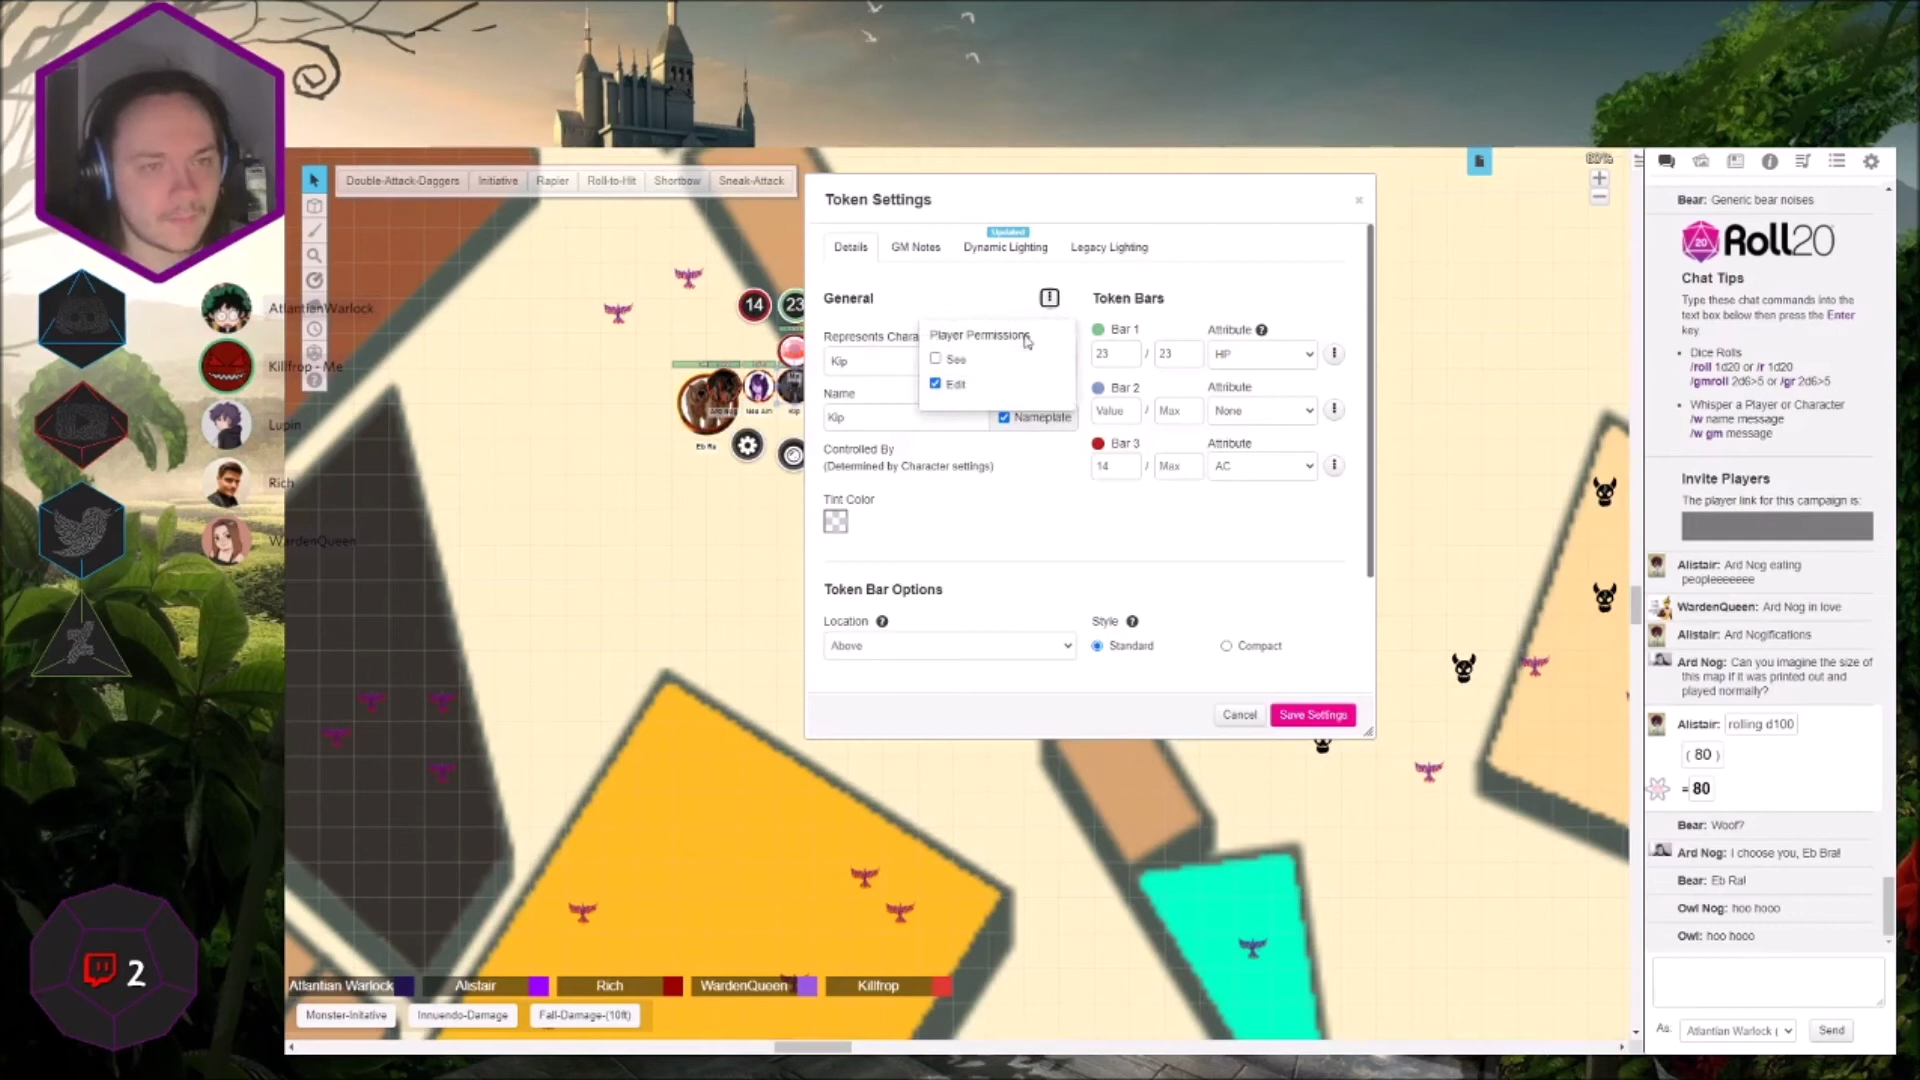 Double-Attack-Daggers
Initiative
Rapier
Roll-to-Hit
Shortbow
Sneak-Attack
AtlantianWarlock
Killfrop - Me
Lupin
Rich
WardenQueen
2
14
23
Eb Ra
Kip
Token Settings
×
Updated
Details
GM Notes
Dynamic Lighting
Legacy Lighting
General
Represents Chara
Kip
Player Permissions
See
Edit
Name
Kip
Nameplate
Controlled By
(Determined by Character settings)
Tint Color
Token Bars
Bar 1
Attribute
23 / 23
HP
Bar 2
Attribute
Value / Max
None
Bar 3
Attribute
14 / Max
AC
Token Bar Options
Location
Above
Style
Standard
Compact
Cancel
Save Settings
Atlantian Warlock
Alistair
Rich
WardenQueen
Killfrop
Monster-Initative
Innuendo-Damage
Fall-Damage-(10ft)
80%
Bear: Generic bear noises
20
Roll20
Chat Tips
Type these chat commands into the
text box below then press the Enter
key.
• Dice Rolls
/roll 1d20 or /r 1d20
/gmroll 2d6>5 or /gr 2d6>5
• Whisper a Player or Character
/w name message
/w gm message
Invite Players
The player link for this campaign is:
Alistair: Ard Nog eating
peopleeeeeee
WardenQueen: Ard Nog in love
Alistair: Ard Nogifications
Ard Nog: Can you imagine the size of
this map if it was printed out and
played normally?
Alistair: rolling d100
( 80 )
= 80
Bear: Woof?
Ard Nog: I choose you, Eb Bra!
Bear: Eb Ra!
Owl Nog: hoo hooo
Owl: hoo hooo
As:
Atlantian Warlock (
Send